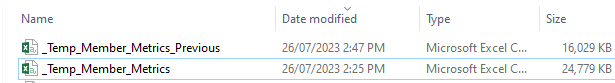 Name Date modified Type Size
_Temp_Member_Metrics_Previous 26/07/2023 2:47 PM Microsoft Excel C... 16,029 KB
_Temp_Member_Metrics 26/07/2023 2:25 PM Microsoft Excel C... 24,779 KB